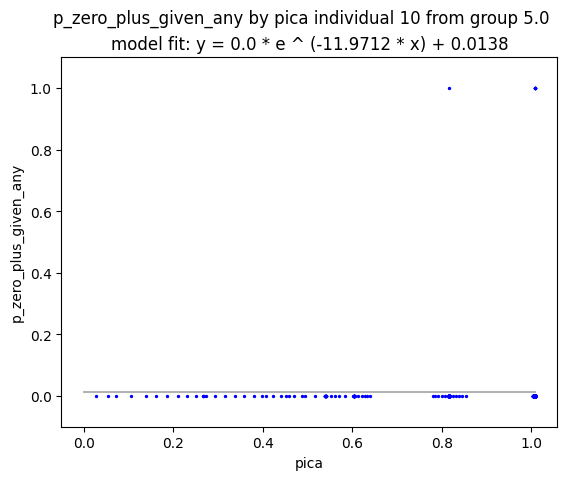 p_zero_plus_given_any by pica individual 10 from group 5.0
model fit: y = 0.0 * e ^ (-11.9712 * x) + 0.0138
1.0
0.8
0.6
0.4
0.2
0.0
p_zero_plus_given_any
0.0 0.2 0.4 0.6 0.8 1.0
pica